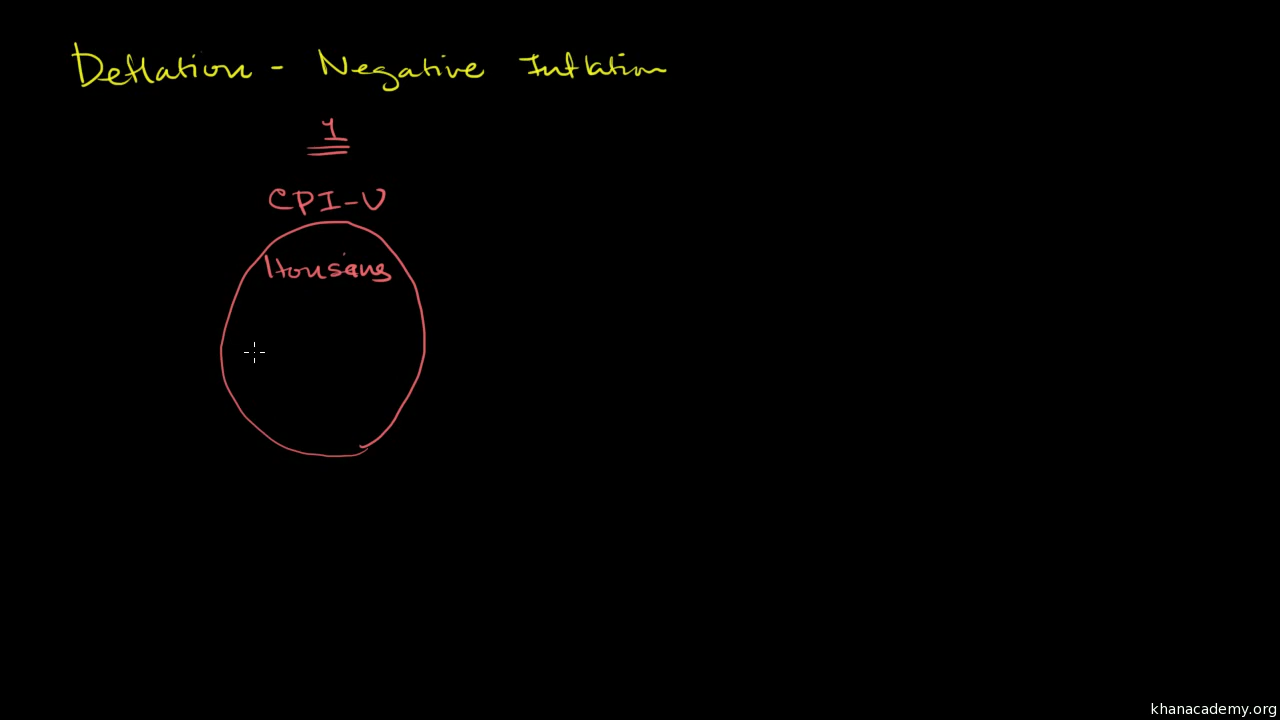 Deflation - Negative Inflation
1
CPI-U
Housing
khanacademy.org